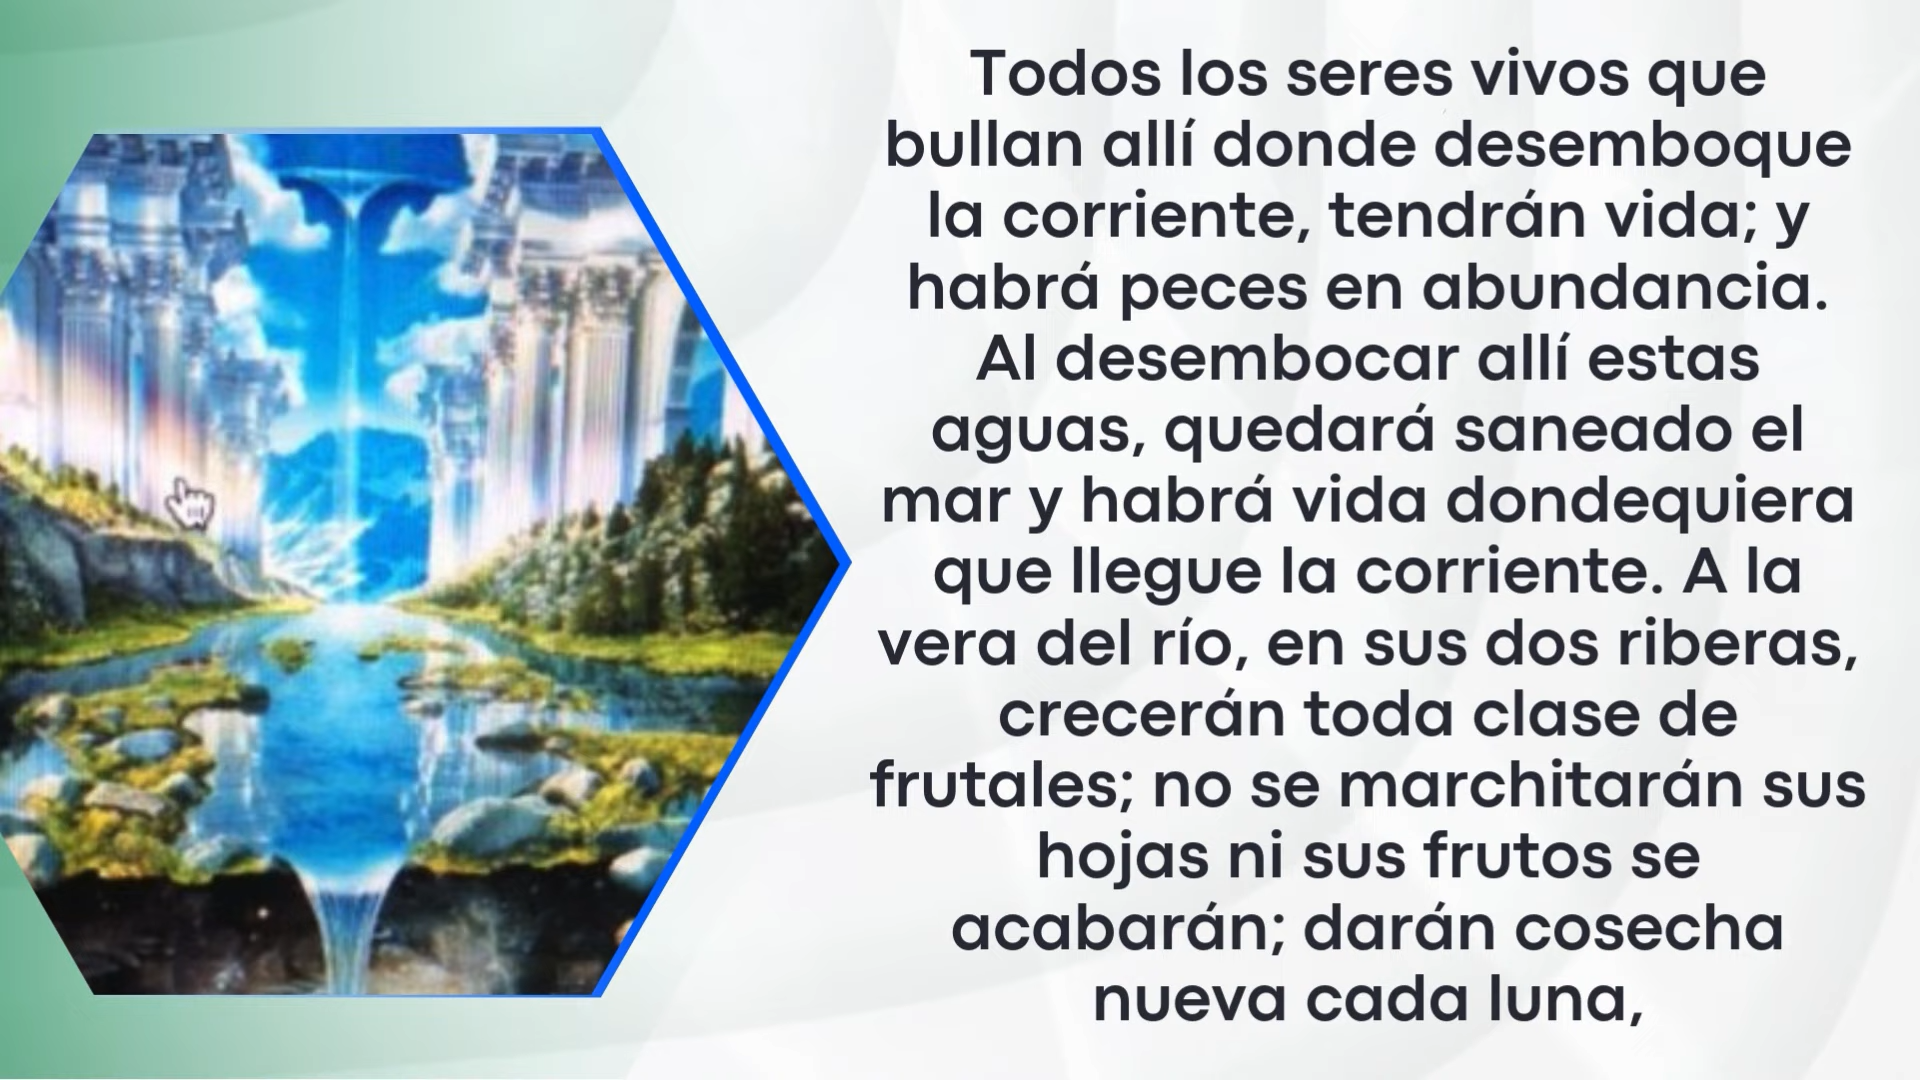 Todos los seres vivos que
bullan allí donde desemboque
la corriente, tendrán vida; y
habrá peces en abundancia.
Al desembocar allí estas
aguas, quedará saneado el
mar y habrá vida dondequiera
que llegue la corriente. A la
vera del río, en sus dos riberas,
crecerán toda clase de
frutales; no se marchitarán sus
hojas ni sus frutos se
acabarán; darán cosecha
nueva cada luna,